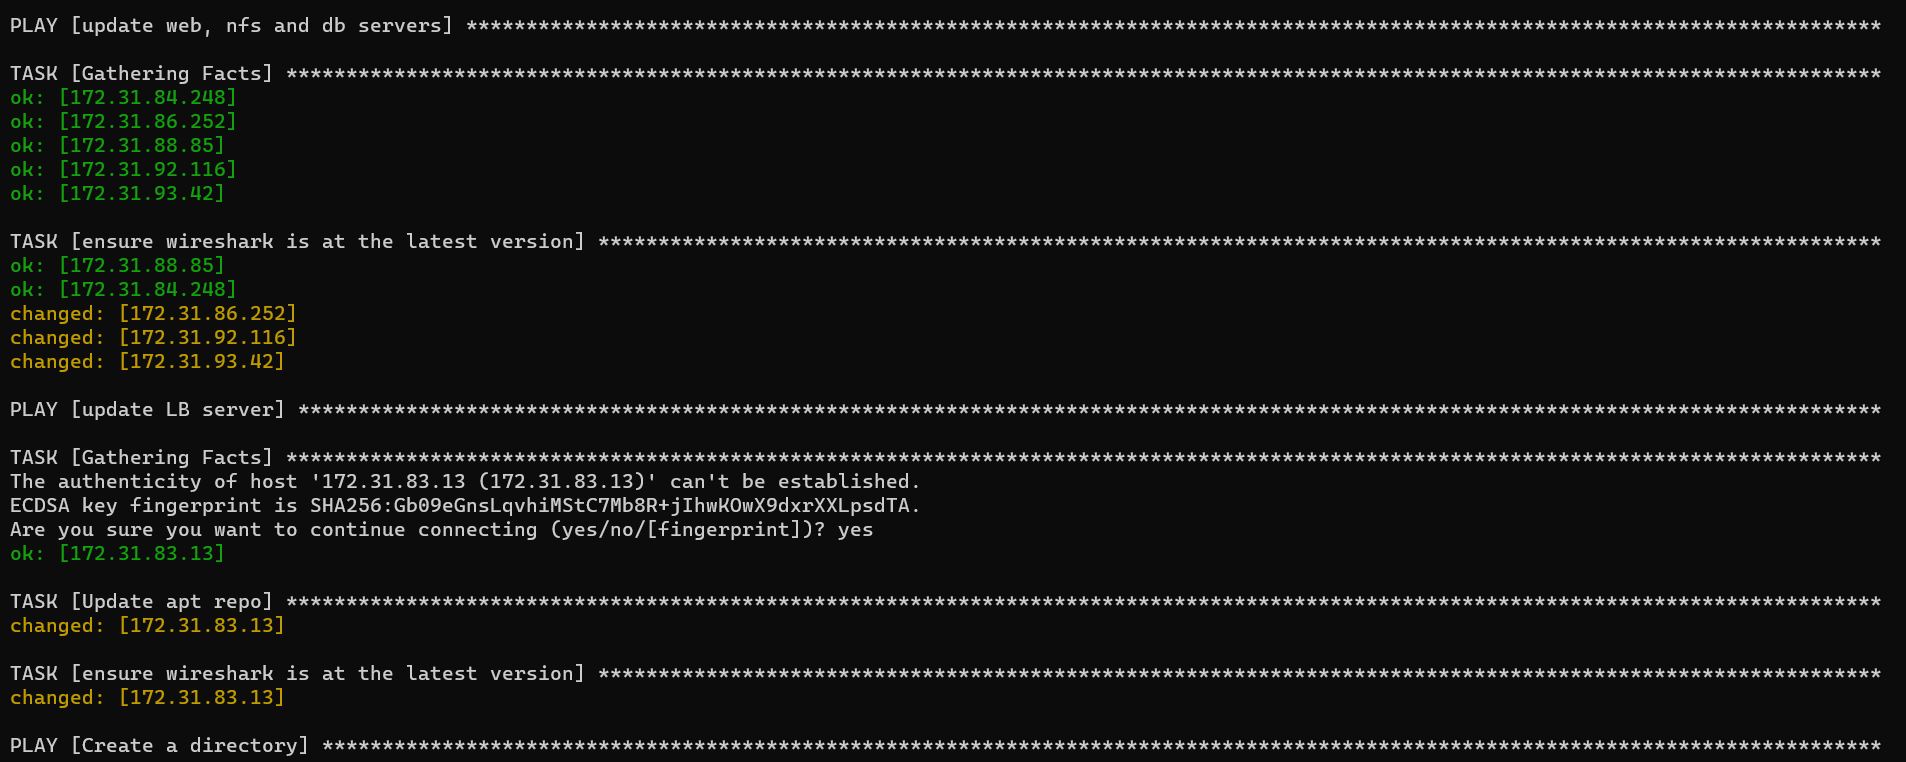 PLAY [update web, nfs and db servers] **********************************************************************************************************************
TASK [Gathering Facts] *************************************************************************************************************************************
ok: [172.31.84.248]
ok: [172.31.86.252]
ok: [172.31.88.85]
ok: [172.31.92.116]
ok: [172.31.93.42]
TASK [ensure wireshark is at the latest version] ***********************************************************************************************************
ok: [172.31.88.85]
ok: [172.31.84.248]
changed: [172.31.86.252]
changed: [172.31.92.116]
changed: [172.31.93.42]
PLAY [update LB server] ************************************************************************************************************************************
TASK [Gathering Facts] *************************************************************************************************************************************
The authenticity of host '172.31.83.13 (172.31.83.13)' can't be established.
ECDSA key fingerprint is SHA256:Gb09eGnsLqvhiMStC7Mb8R+jIhwKOwX9dxrXXLpsdTA.
Are you sure you want to continue connecting (yes/no/[fingerprint])? yes
ok: [172.31.83.13]
TASK [Update apt repo] *************************************************************************************************************************************
changed: [172.31.83.13]
TASK [ensure wireshark is at the latest version] ***********************************************************************************************************
changed: [172.31.83.13]
PLAY [Create a directory] **********************************************************************************************************************************